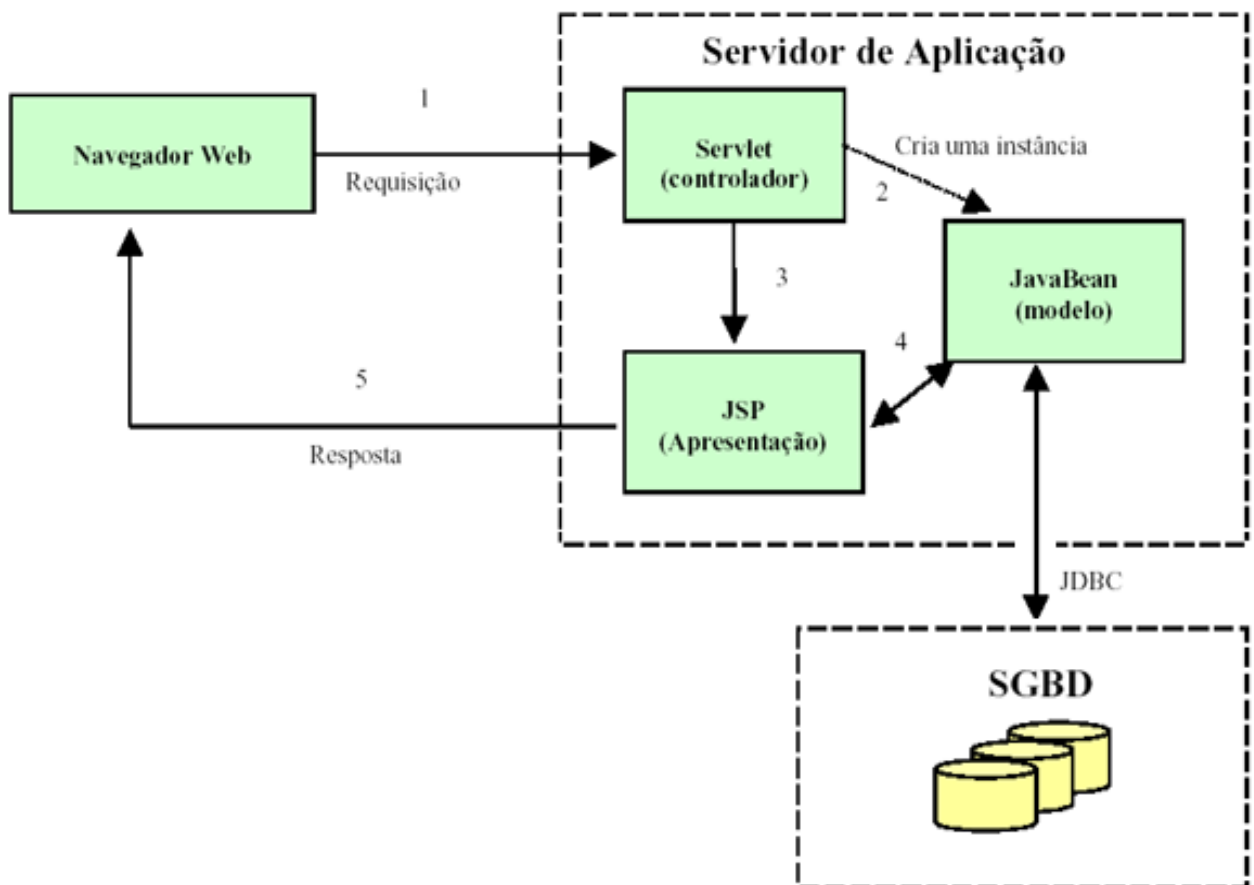 Servidor de Aplicação
1
Navegador Web
Requisição
Servlet
(controlador)
Cria uma instância
2
3
JavaBean
(modelo)
4
5
JSP
(Apresentação)
Resposta
JDBC
SGBD